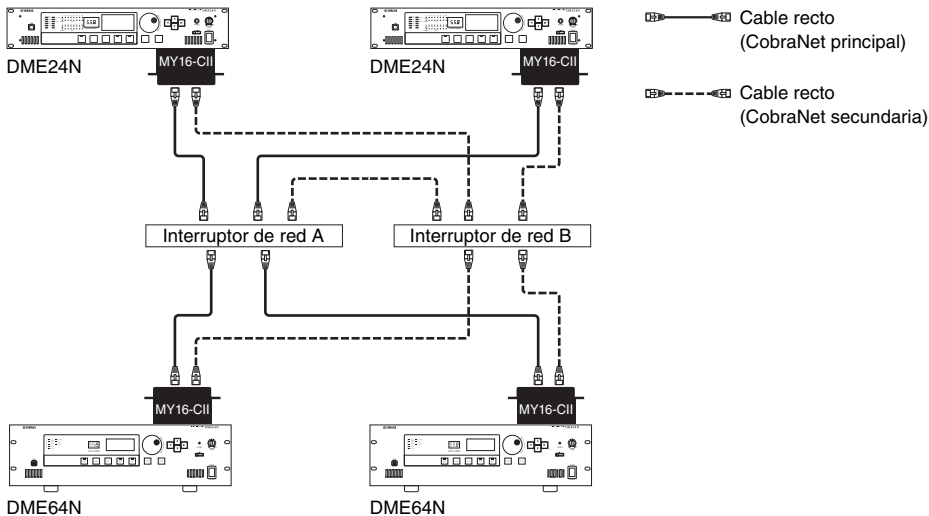 DME24N
MY16-CII
DME24N
MY16-CII
Cable recto
(CobraNet principal)
Cable recto
(CobraNet secundaria)
Interruptor de red A
Interruptor de red B
MY16-CII
MY16-CII
DME64N
DME64N